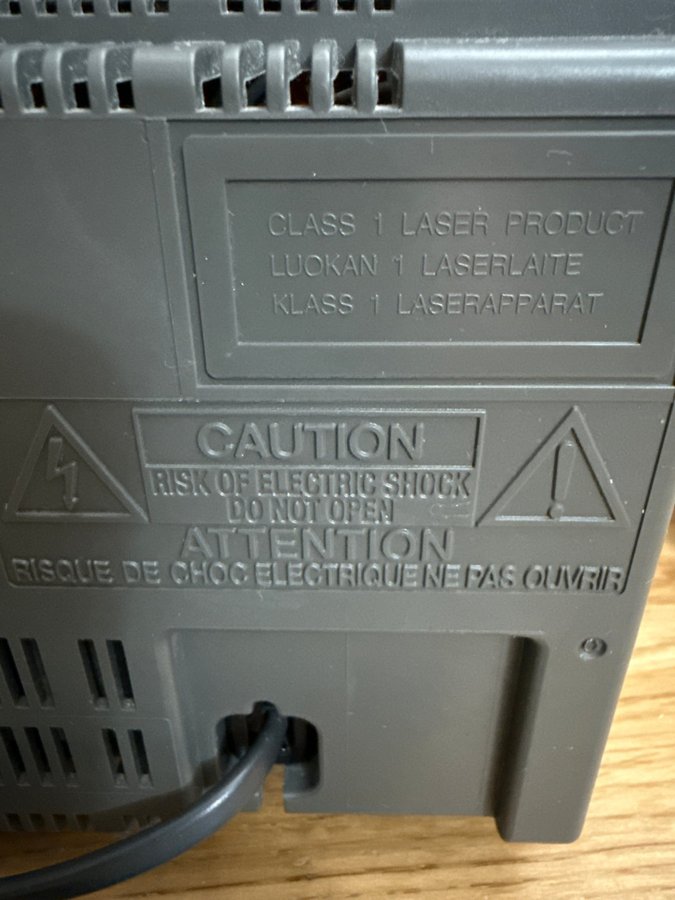 CLASS 1 LASER PRODUCT
LUOKAN 1 LASERLAITE
KLASS 1 LASERAPPARAT
CAUTION
RISK OF ELECTRIC SHOCK
DO NOT OPEN
ATTENTION
RISQUE DE CHOC ELECTRIQUE NE PAS OUVRIR